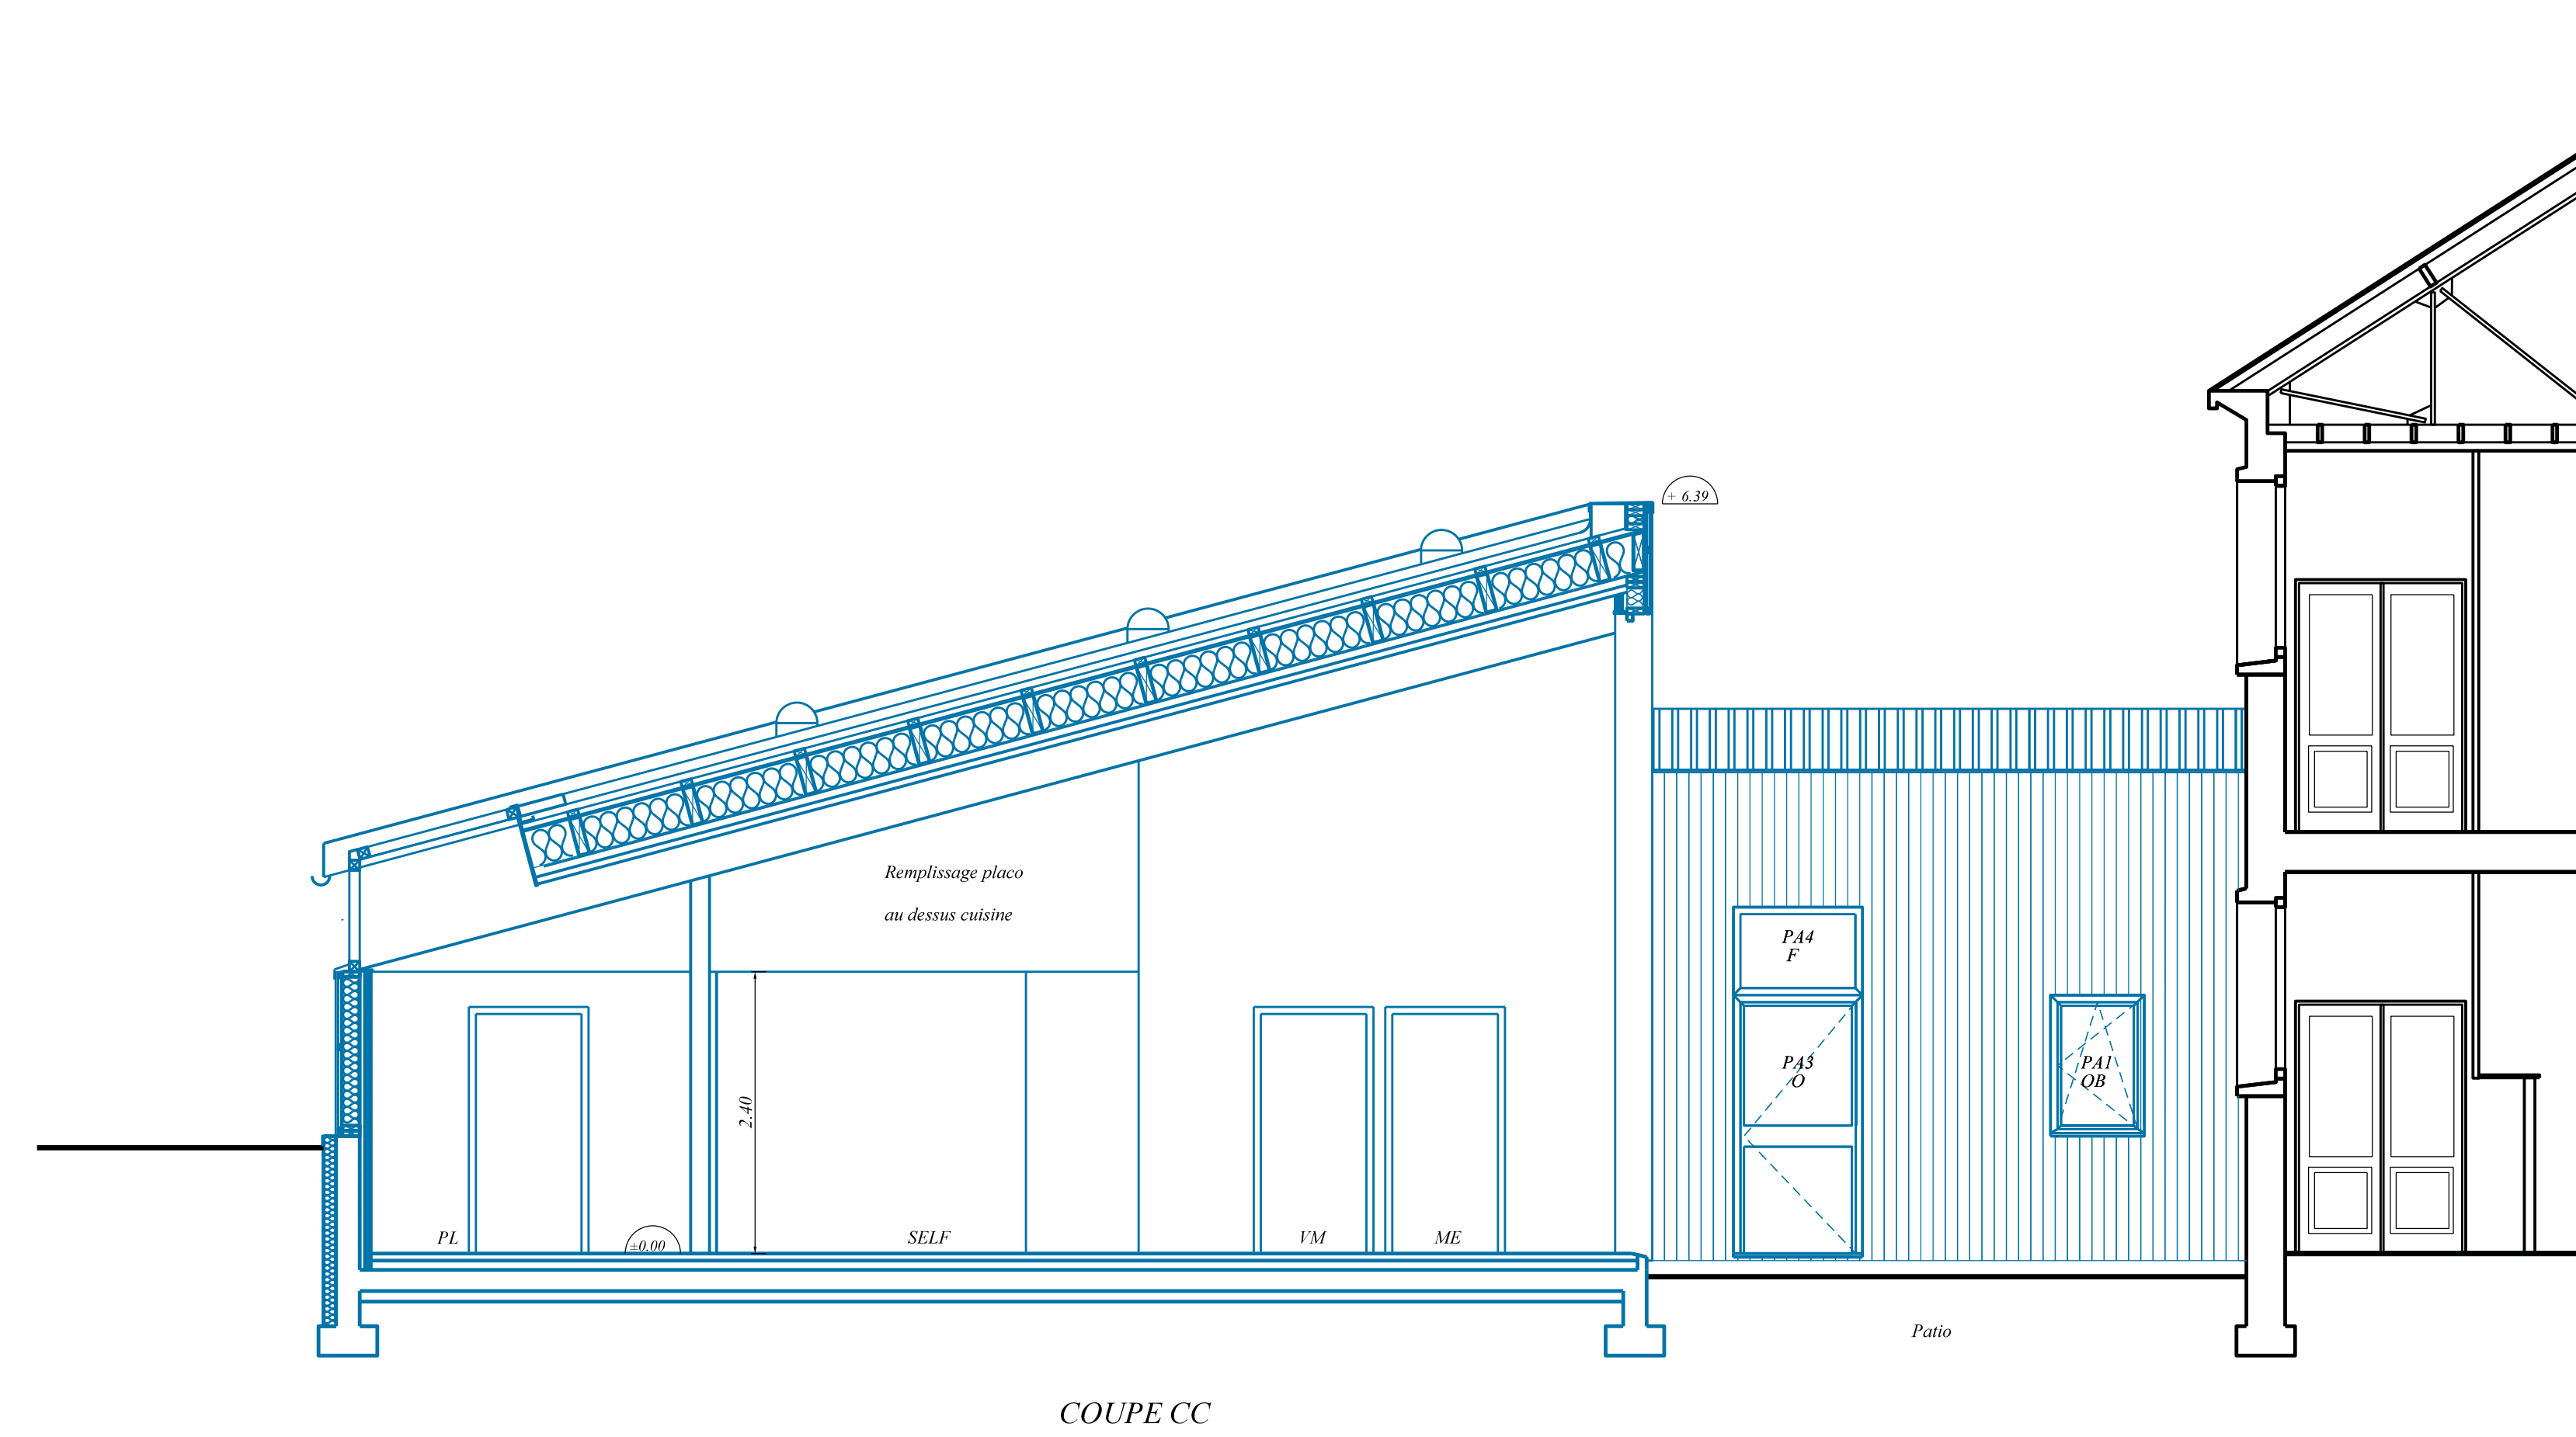 + 6.39
Remplissage placo
au dessus cuisine
PA4
F
PA3
O
PA1
OB
2.40
PL
±0.00
SELF
VM
ME
Patio
COUPE CC